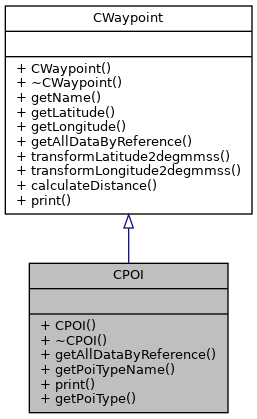 CWaypoint
+ CWaypoint()
+ ~CWaypoint()
+ getName()
+ getLatitude()
+ getLongitude()
+ getAllDataByReference()
+ transformLatitude2degmmss()
+ transformLongitude2degmmss()
+ calculateDistance()
+ print()
CPOI
+ CPOI()
+ ~CPOI()
+ getAllDataByReference()
+ getPoiTypeName()
+ print()
+ getPoiType()